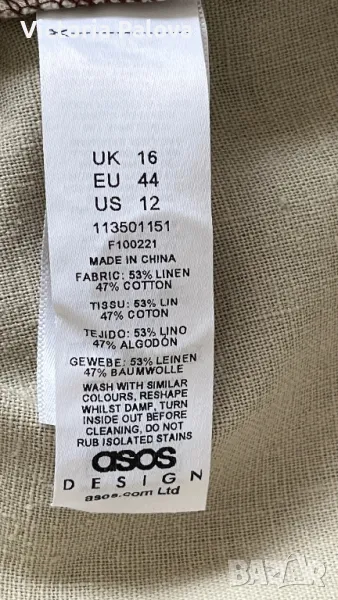 UK 16
EU 44
US 12
113501151
F100221
MADE IN CHINA
FABRIC: 53% LINEN
47% COTTON
TISSU: 53% LIN
47% COTON
TEJIDO: 53% LINO
47% ALGODÓN
GEWEBE: 53% LEINEN
47% BAUMWOLLE
WASH WITH SIMILAR
COLOURS, RESHAPE
WHILST DAMP, TURN
INSIDE OUT BEFORE
CLEANING, DO NOT
RUB ISOLATED STAINS
asos
DESIGN
asos.com Ltd
BAZAR